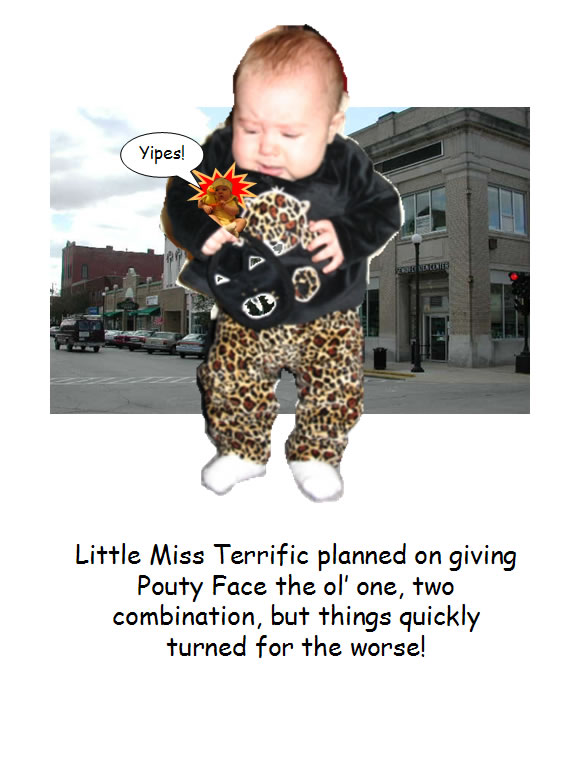 Yipes!
Little Miss Terrific planned on giving
Pouty Face the ol' one, two
combination, but things quickly
turned for the worse!